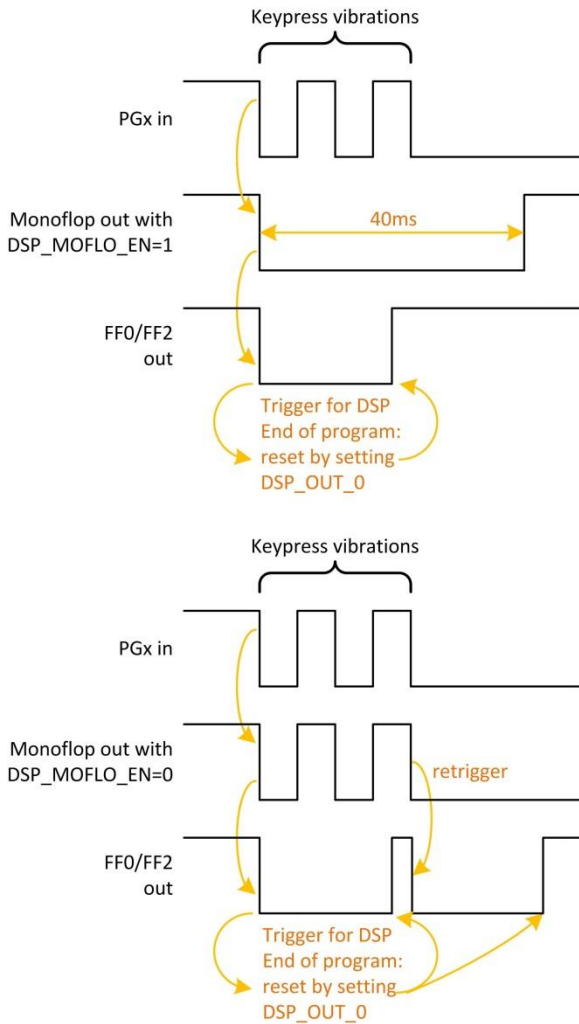 Keypress vibrations
PGx in
Monoflop out with
DSP_MOFLO_EN=1
40ms
FF0/FF2
out
Trigger for DSP
End of program:
reset by setting
DSP_OUT_0
Keypress vibrations
PGx in
Monoflop out with
DSP_MOFLO_EN=0
retrigger
FF0/FF2
out
Trigger for DSP
End of program:
reset by setting
DSP_OUT_0